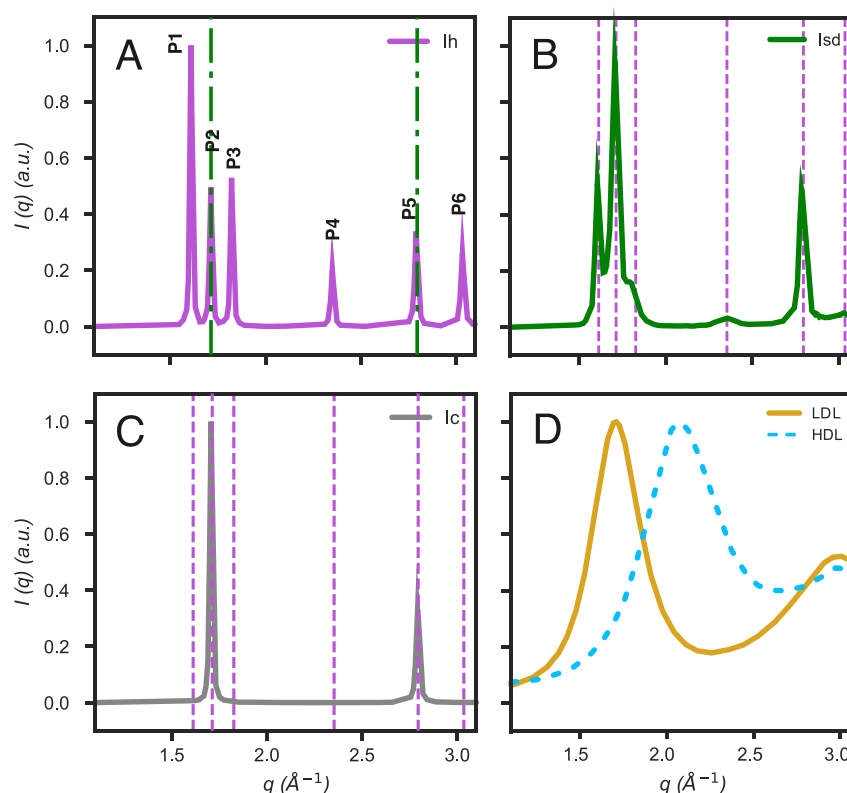 A
P1
P2
P3
P4
P5
P6
Ih
1.0
0.8
0.6
0.4
0.2
0.0
I (q) (a.u.)
B
Isd
C
Ic
1.0
0.8
0.6
0.4
0.2
0.0
I (q) (a.u.)
1.5
2.0
2.5
3.0
q (Å⁻¹)
D
LDL
HDL
1.5
2.0
2.5
3.0
q (Å⁻¹)